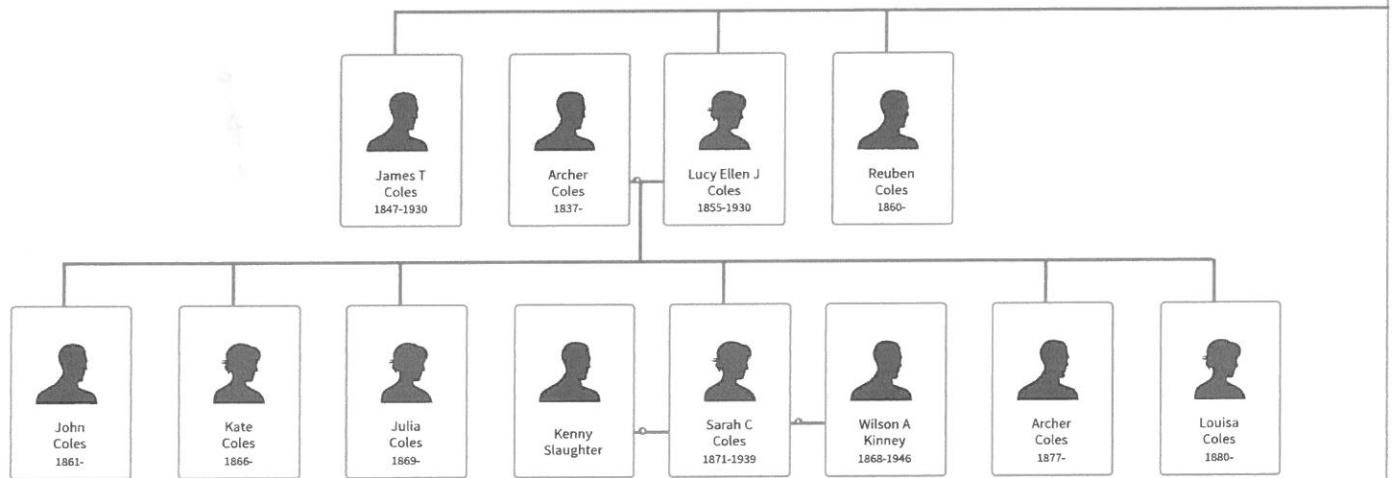 James T
Coles
1847-1930
Archer
Coles
1837-
Lucy Ellen J
Coles
1855-1930
Reuben
Coles
1860-
John
Coles
1861-
Kate
Coles
1866-
Julia
Coles
1869-
Kenny
Slaughter
Sarah C
Coles
1871-1939
Wilson A
Kinney
1868-1946
Archer
Coles
1877-
Louisa
Coles
1880-